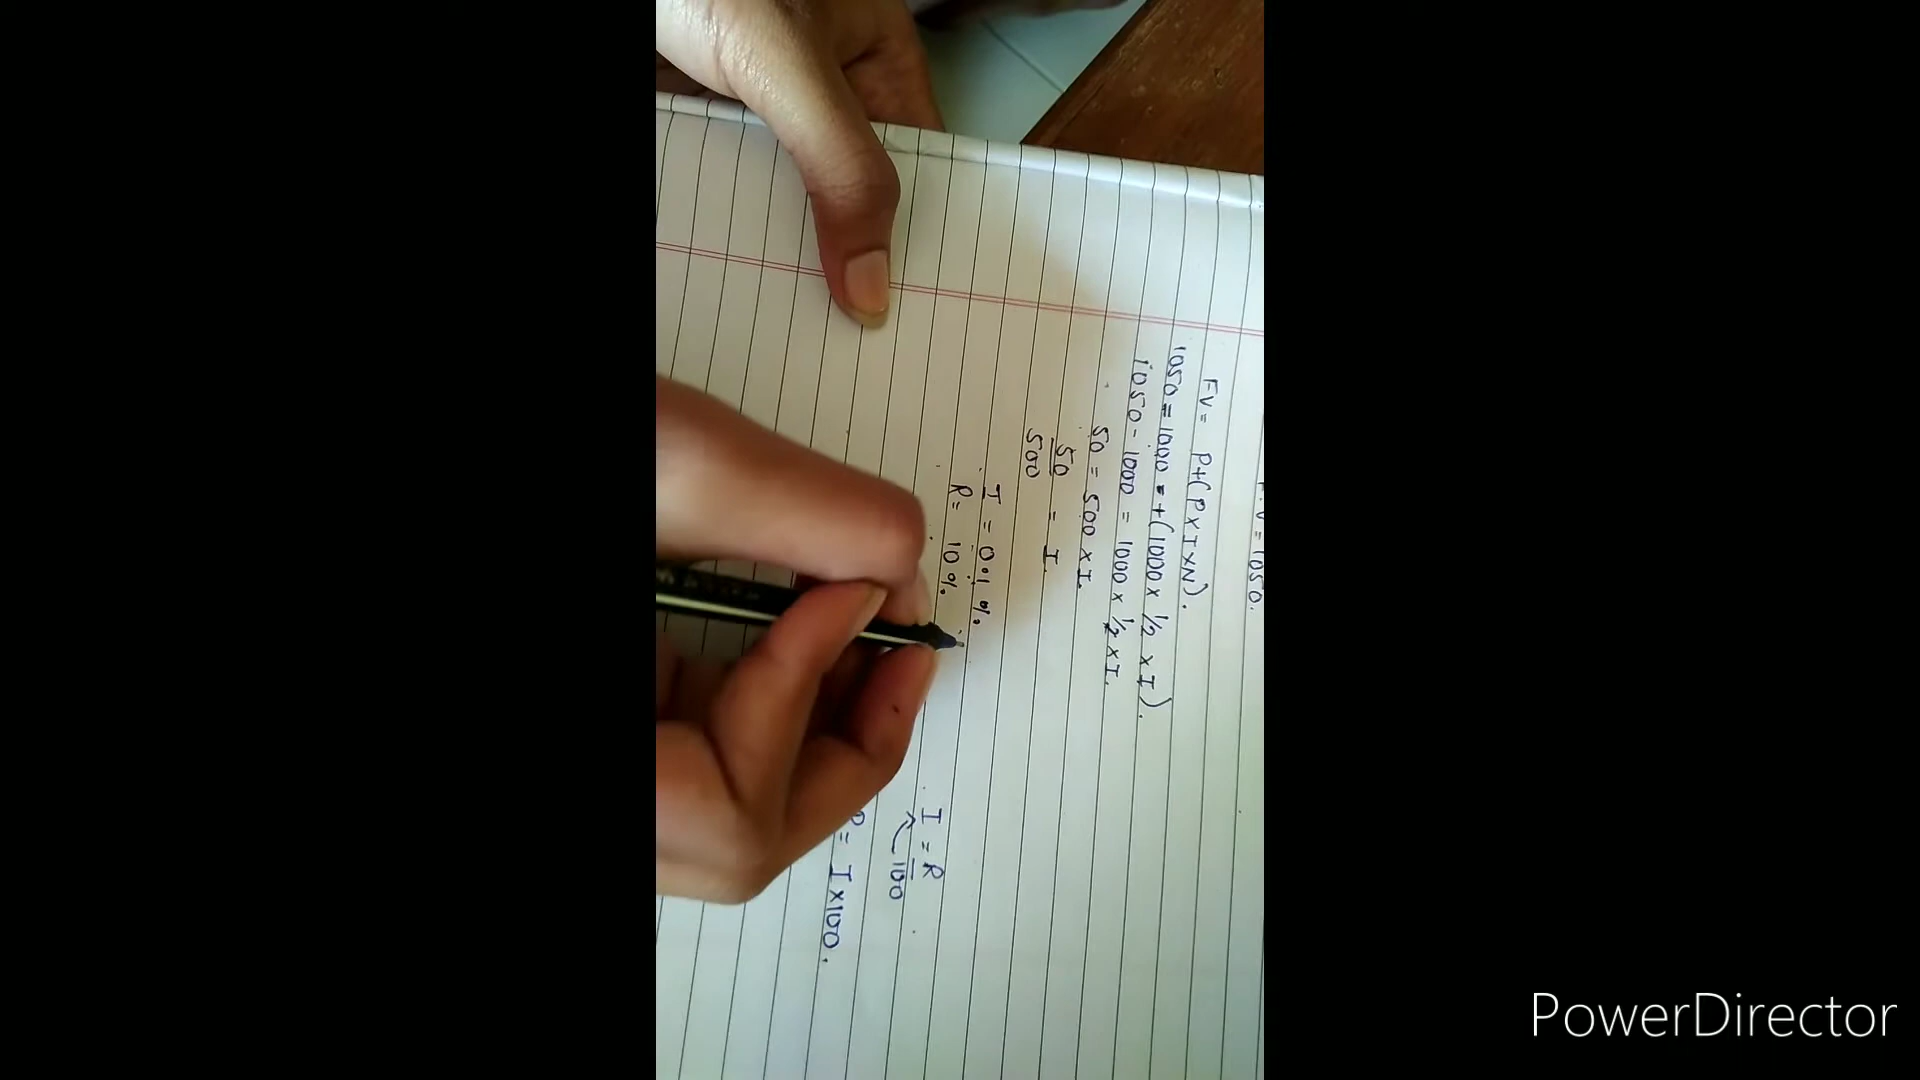 FV = 1050.
FV = P+(P×I×N).
1050 = 1000 + (1000 × 1/2 × I).
1050 - 1000 = 1000 × 1/2 × I.
50 = 500 × I.
50
500 = I.
I = 0.1 %.
R = 10 %.
I = R
100
= I ×100.
PowerDirector